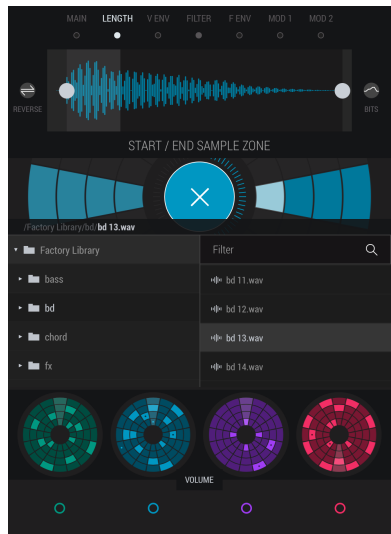 MAIN LENGTH V ENV FILTER F ENV MOD 1 MOD 2
REVERSE
BITS
START / END SAMPLE ZONE
/Factory Library/bd/bd 13.wav
Factory Library
Filter
bass
bd 11.wav
bd
bd 12.wav
chord
bd 13.wav
fx
bd 14.wav
VOLUME